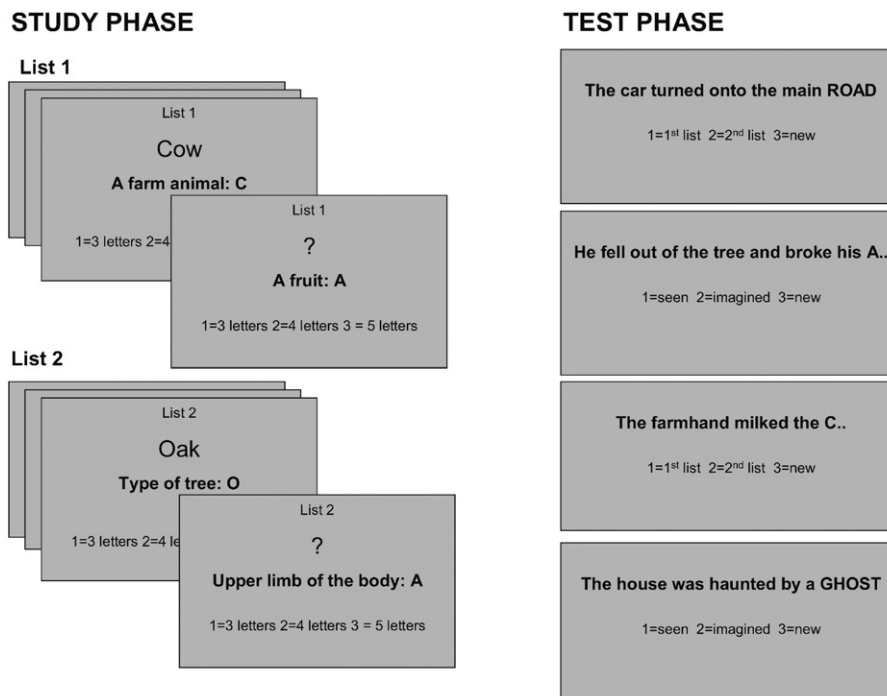 STUDY PHASE
List 1
List 1
Cow
A farm animal: C
1=3 letters 2=4
List 1
?
A fruit: A
1=3 letters 2=4 letters 3 = 5 letters
List 2
List 2
Oak
Type of tree: O
1=3 letters 2=4 le
List 2
?
Upper limb of the body: A
1=3 letters 2=4 letters 3 = 5 letters
TEST PHASE
The car turned onto the main ROAD
1=1st list 2=2nd list 3=new
He fell out of the tree and broke his A..
1=seen 2=imagined 3=new
The farmhand milked the C..
1=1st list 2=2nd list 3=new
The house was haunted by a GHOST
1=seen 2=imagined 3=new